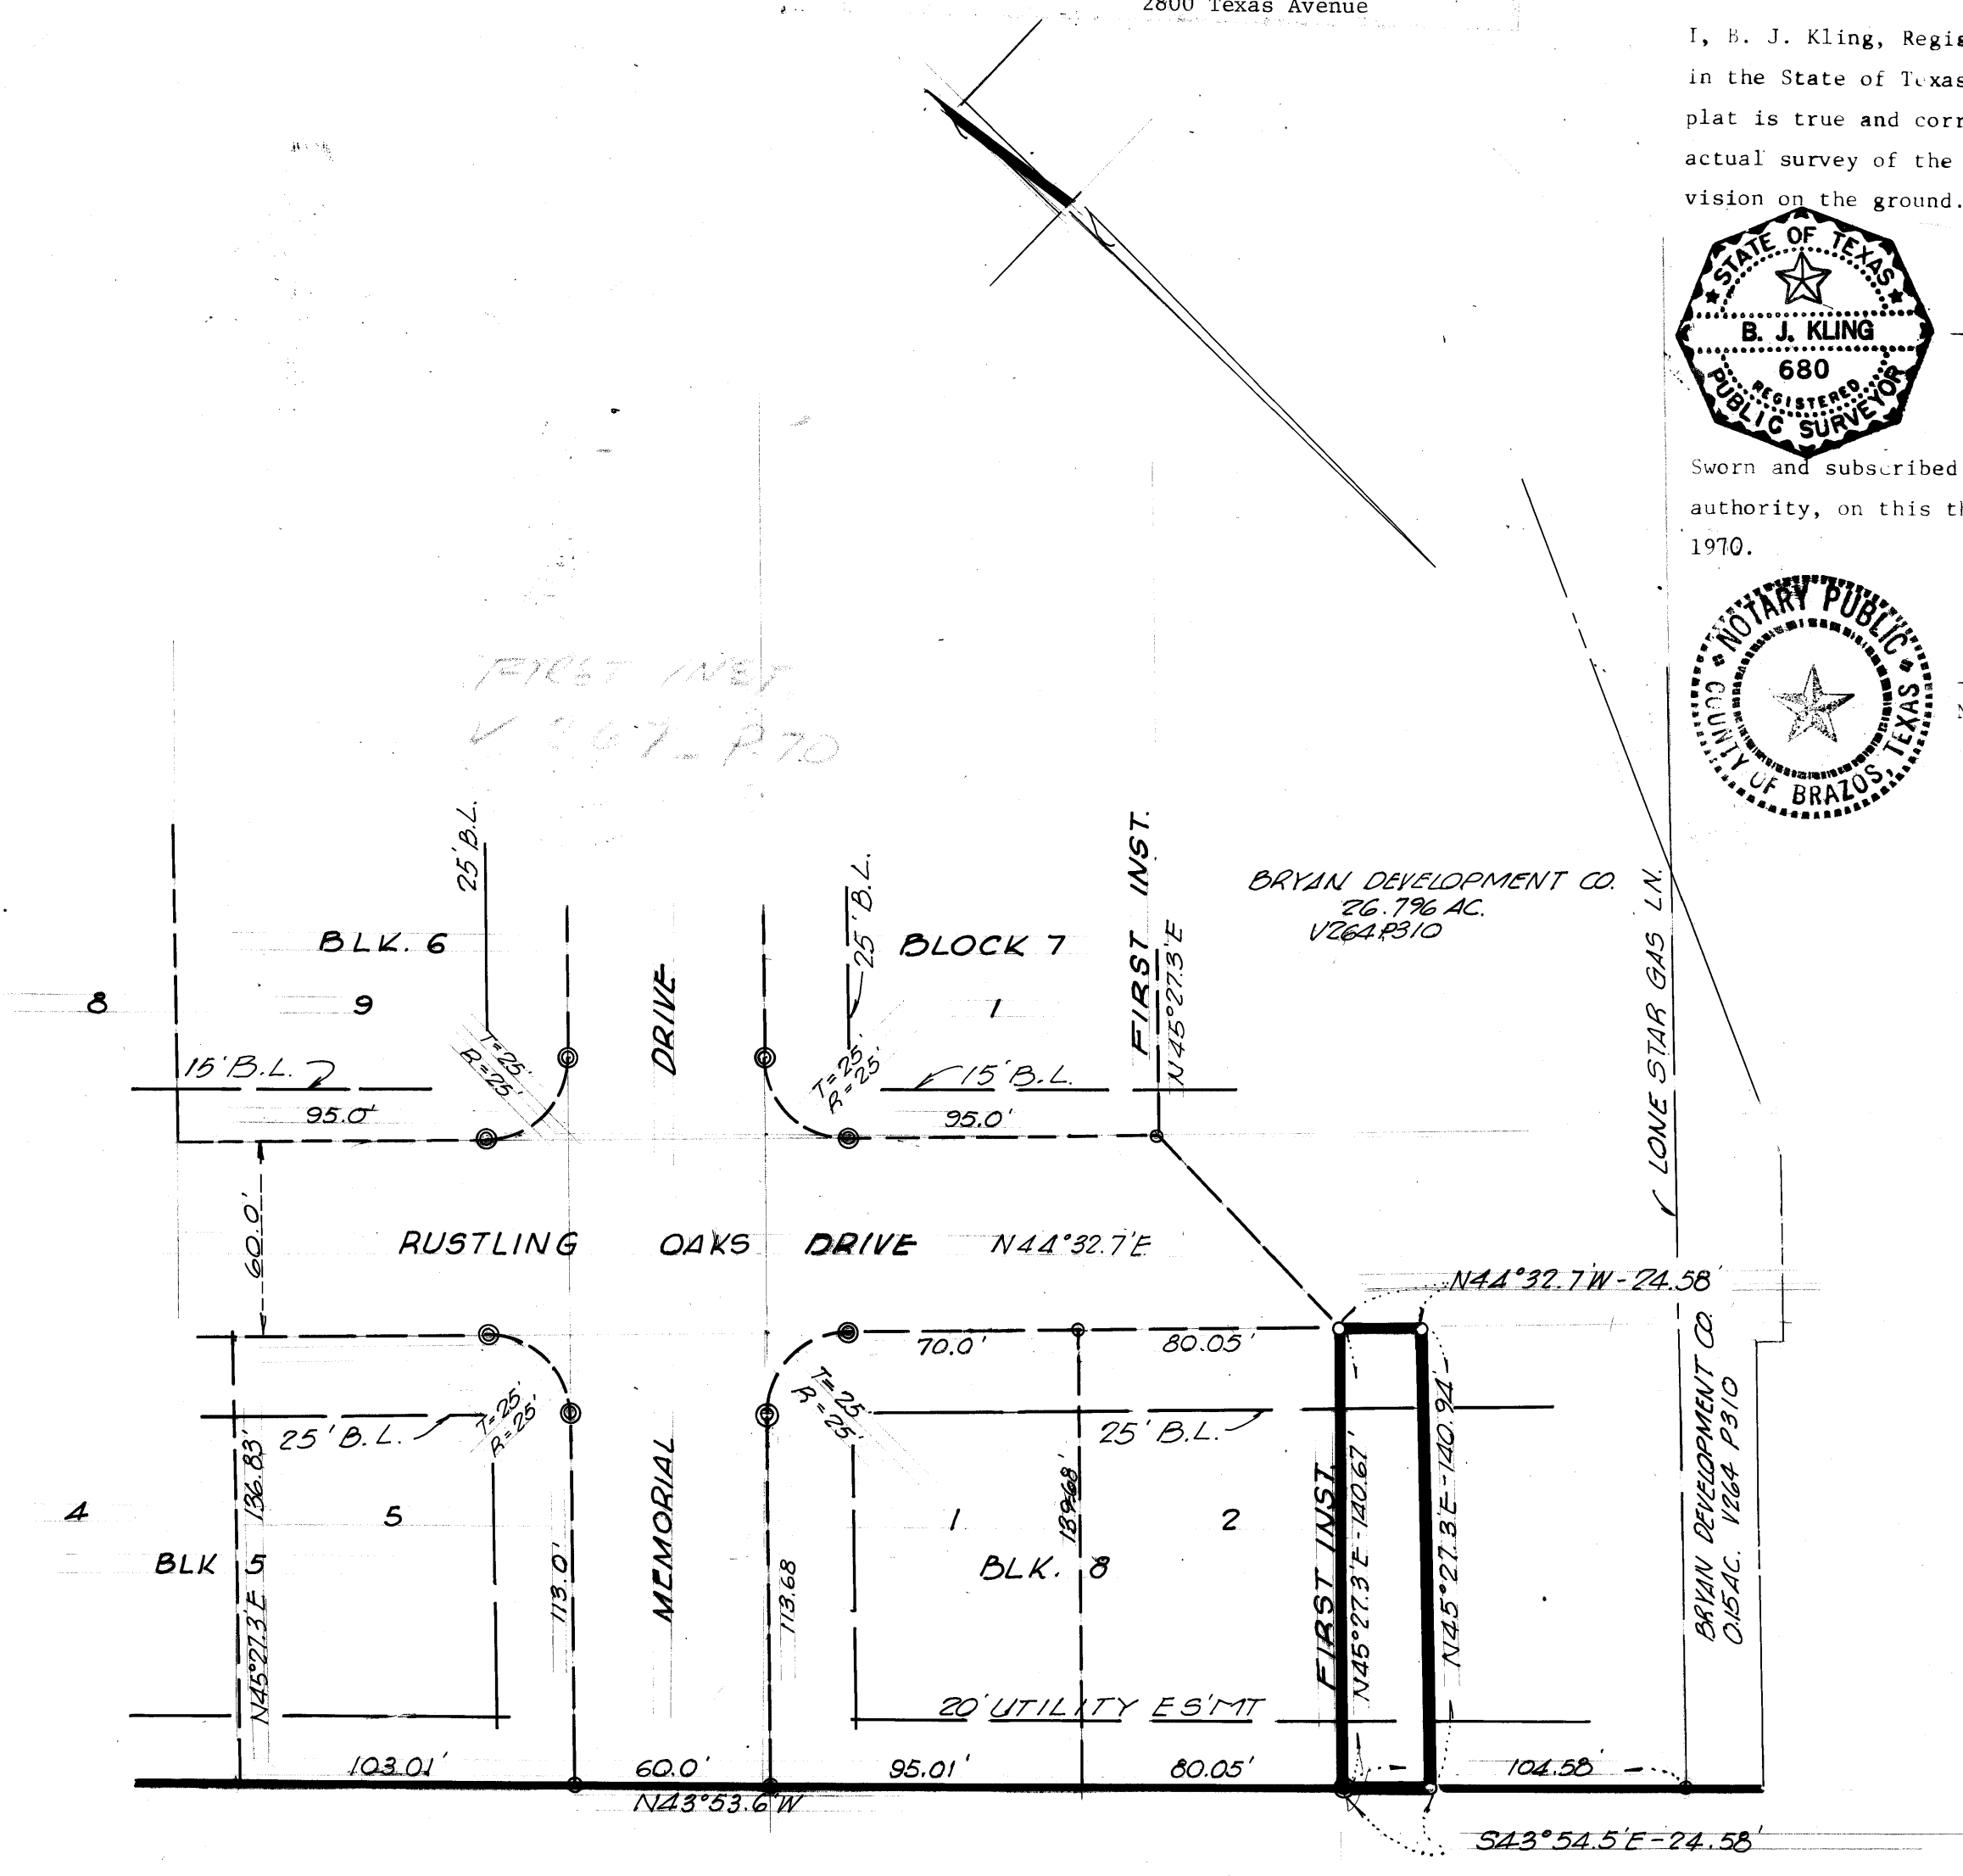 2800 Texas Avenue
I, B. J. Kling, Regis
in the State of Texas
plat is true and corr
actual survey of the
vision on the ground.
STATE OF TEXAS
B. J. KLING
680
REGISTERED
PUBLIC SURVEYOR
Sworn and subscribed
authority, on this th
1970.
NOTARY PUBLIC
COUNTY OF BRAZOS, TEXAS
FIRST INST
V 267 - P.70
25' B.L.
25' B.L.
FIRST INST.
N45°27.3'E
BRYAN DEVELOPMENT CO.
26.796 AC.
V264 P310
LONE STAR GAS LN.
BLK. 6
BLOCK 7
8
9
DRIVE
1
15' B.L.
T=25'
R=25'
T=25'
R=25'
15' B.L.
95.0'
95.0'
60.0'
RUSTLING OAKS DRIVE N44°32.7'E
N44°32.7'W-24.58'
70.0'
80.05'
T=25'
R=25'
T=25'
R=25'
25' B.L.
25' B.L.
136.83'
N45°27.3'E
4
5
BLK 5
113.0'
MEMORIAL
113.68
1
139.68'
2
BLK. 8
FIRST INST.
N45°27.3'E-140.67'
N45°27.3'E-140.94'
BRYAN DEVELOPMENT CO.
0.15AC. V264 P310
20' UTILITY ES'MT
103.01'
60.0'
95.01'
80.05'
104.58'
N43°53.6'W
S43°54.5'E-24.58'